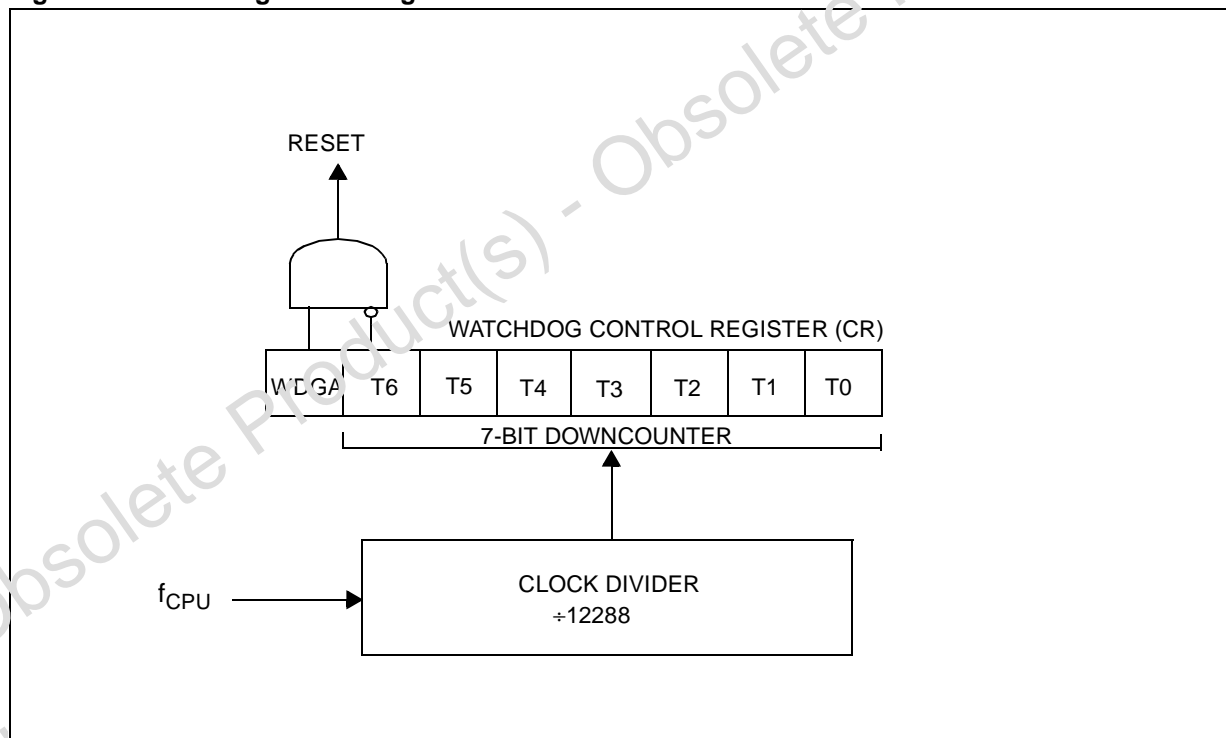 RESET
WATCHDOG CONTROL REGISTER (CR)
WDGA T6 T5 T4 T3 T2 T1 T0
7-BIT DOWNCOUNTER
fCPU
CLOCK DIVIDER
÷12288
Obsolete Product(s) - Obsolete